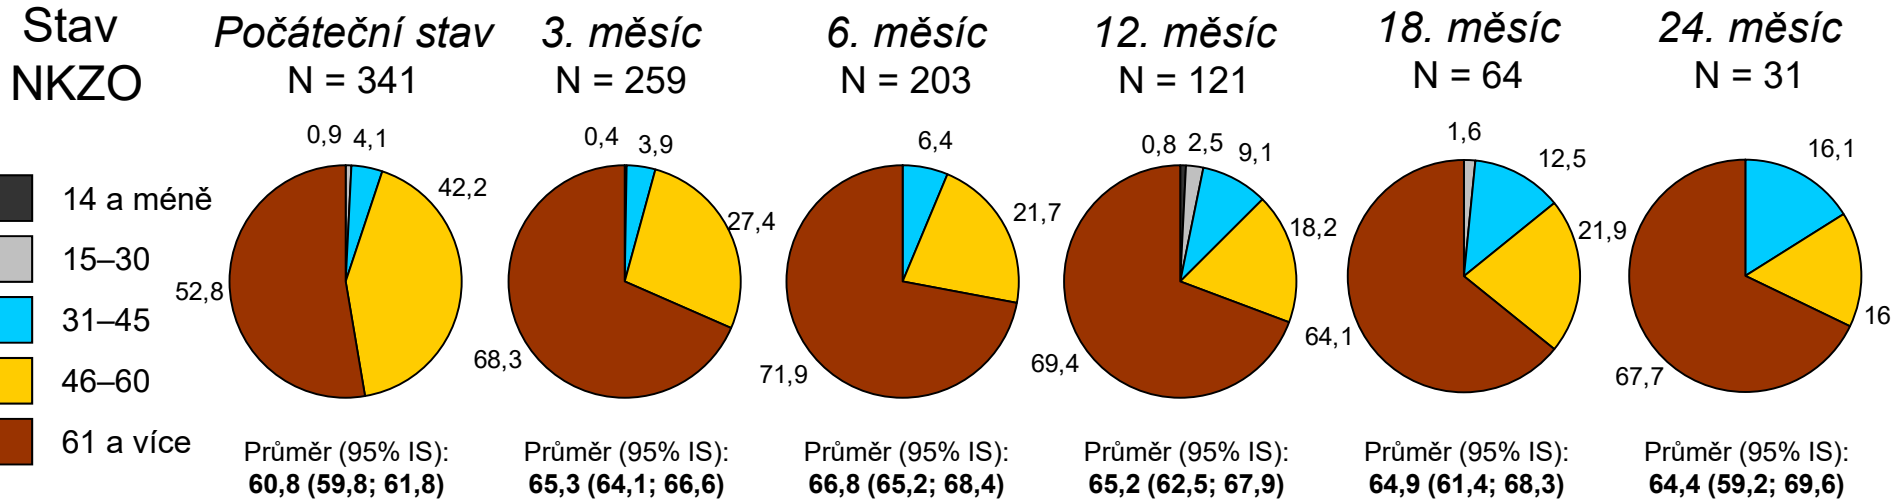 Stav
NKZO
14 a méně
15–30
31–45
46–60
61 a více
Počáteční stav
N = 341
0,9
4,1
42,2
52,8
Průměr (95% IS):
60,8 (59,8; 61,8)
3. měsíc
N = 259
0,4
3,9
27,4
68,3
Průměr (95% IS):
65,3 (64,1; 66,6)
6. měsíc
N = 203
6,4
21,7
71,9
Průměr (95% IS):
66,8 (65,2; 68,4)
12. měsíc
N = 121
0,8
2,5
9,1
18,2
69,4
Průměr (95% IS):
65,2 (62,5; 67,9)
18. měsíc
N = 64
1,6
12,5
21,9
64,1
Průměr (95% IS):
64,9 (61,4; 68,3)
24. měsíc
N = 31
16,1
16
67,7
Průměr (95% IS):
64,4 (59,2; 69,6)